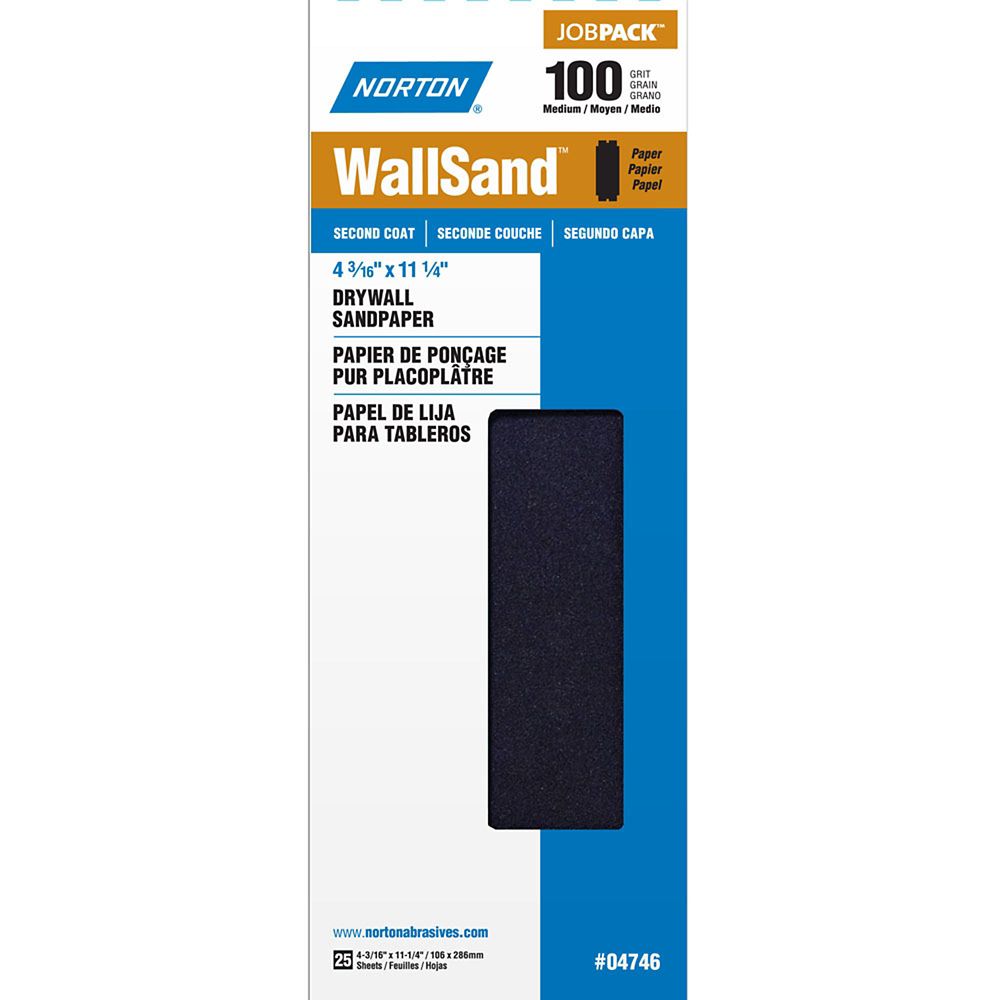 JOBPACK™
NORTON®
100 GRIT
GRAIN
GRANO
Medium / Moyen / Medio
WallSand™
Paper
Papier
Papel
SECOND COAT | SECONDE COUCHE | SEGUNDO CAPA
4 3/16" x 11 1/4"
DRYWALL
SANDPAPER
PAPIER DE PONÇAGE
PUR PLACOPLÂTRE
PAPEL DE LIJA
PARA TABLEROS
www.nortonabrasives.com
25 4-3/16" x 11-1/4" / 106 x 286mm
Sheets / Feuilles / Hojas
#04746